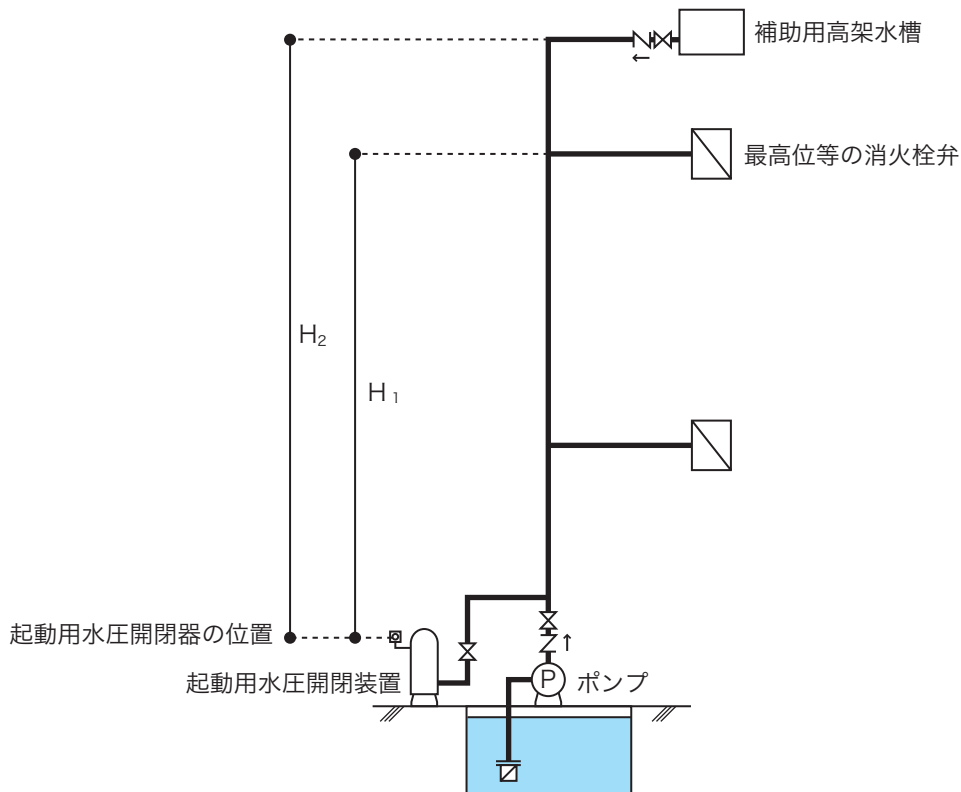 補助用高架水槽
最高位等の消火栓弁
H₂
H₁
起動用水圧開閉器の位置
起動用水圧開閉装置
P
ポンプ